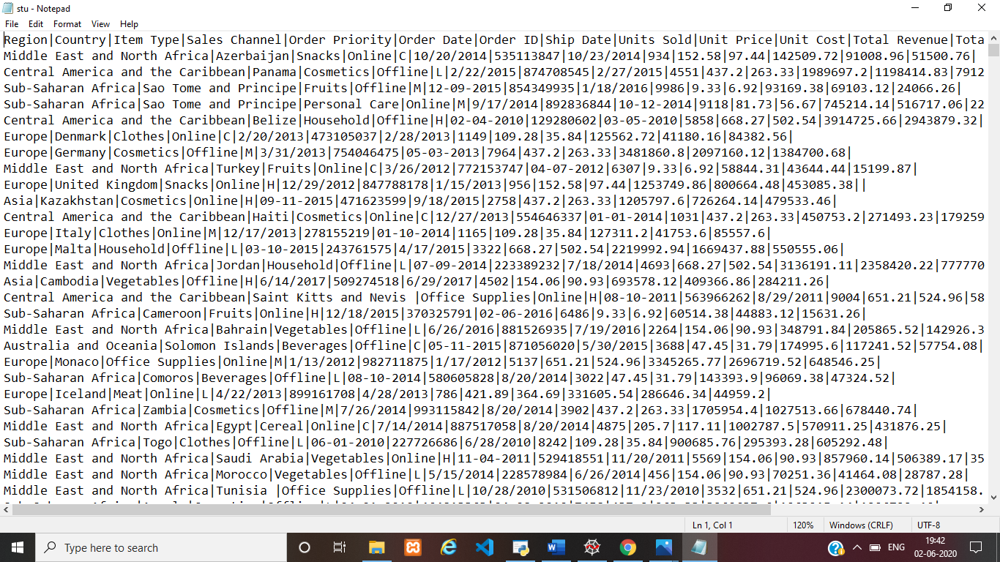 stu - Notepad
File Edit Format View Help
Region|Country|Item Type|Sales Channel|Order Priority|Order Date|Order ID|Ship Date|Units Sold|Unit Price|Unit Cost|Total Revenue|Tota
Middle East and North Africa|Azerbaijan|Snacks|Online|C|10/20/2014|535113847|10/23/2014|934|152.58|97.44|142509.72|91008.96|51500.76|
Central America and the Caribbean|Panama|Cosmetics|Offline|L|2/22/2015|874708545|2/27/2015|4551|437.2|263.33|1989697.2|1198414.83|7912
Sub-Saharan Africa|Sao Tome and Principe|Fruits|Offline|M|12-09-2015|854349935|1/18/2016|9986|9.33|6.92|93169.38|69103.12|24066.26|
Sub-Saharan Africa|Sao Tome and Principe|Personal Care|Online|M|9/17/2014|892836844|10-12-2014|9118|81.73|56.67|745214.14|516717.06|22
Central America and the Caribbean|Belize|Household|Offline|H|02-04-2010|129280602|03-05-2010|5858|668.27|502.54|3914725.66|2943879.32|
Europe|Denmark|Clothes|Online|C|2/20/2013|473105037|2/28/2013|1149|109.28|35.84|125562.72|41180.16|84382.56|
Europe|Germany|Cosmetics|Offline|M|3/31/2013|754046475|05-03-2013|7964|437.2|263.33|3481860.8|2097160.12|1384700.68|
Middle East and North Africa|Turkey|Fruits|Online|C|3/26/2012|772153747|04-07-2012|6307|9.33|6.92|58844.31|43644.44|15199.87|
Europe|United Kingdom|Snacks|Online|H|12/29/2012|847788178|1/15/2013|956|152.58|97.44|1253749.86|800664.48|453085.38||
Asia|Kazakhstan|Cosmetics|Online|H|09-11-2015|471623599|9/18/2015|2758|437.2|263.33|1205797.6|726264.14|479533.46|
Central America and the Caribbean|Haiti|Cosmetics|Online|C|12/27/2013|554646337|01-01-2014|1031|437.2|263.33|450753.2|271493.23|179259
Europe|Italy|Clothes|Online|M|12/17/2013|278155219|01-10-2014|1165|109.28|35.84|127311.2|41753.6|85557.6|
Europe|Malta|Household|Offline|L|03-10-2015|243761575|4/17/2015|3322|668.27|502.54|2219992.94|1669437.88|550555.06|
Middle East and North Africa|Jordan|Household|Offline|L|07-09-2014|223389232|7/18/2014|4693|668.27|502.54|3136191.11|2358420.22|777770
Asia|Cambodia|Vegetables|Offline|H|6/14/2017|509274518|6/29/2017|4502|154.06|90.93|693578.12|409366.86|284211.26|
Central America and the Caribbean|Saint Kitts and Nevis |Office Supplies|Online|H|08-10-2011|563966262|8/29/2011|9004|651.21|524.96|58
Sub-Saharan Africa|Cameroon|Fruits|Online|H|12/18/2015|370325791|02-06-2016|6486|9.33|6.92|60514.38|44883.12|15631.26|
Middle East and North Africa|Bahrain|Vegetables|Offline|L|6/26/2016|881526935|7/19/2016|2264|154.06|90.93|348791.84|205865.52|142926.3
Australia and Oceania|Solomon Islands|Beverages|Offline|C|05-11-2015|871056020|5/30/2015|3688|47.45|31.79|174995.6|117241.52|57754.08|
Europe|Monaco|Office Supplies|Online|M|1/13/2012|982711875|1/17/2012|5137|651.21|524.96|3345265.77|2696719.52|648546.25|
Sub-Saharan Africa|Comoros|Beverages|Offline|L|08-10-2014|580605828|8/20/2014|3022|47.45|31.79|143393.9|96069.38|47324.52|
Europe|Iceland|Meat|Online|L|4/22/2013|899161708|4/28/2013|786|421.89|364.69|331605.54|286646.34|44959.2|
Sub-Saharan Africa|Zambia|Cosmetics|Offline|M|7/26/2014|993115842|8/20/2014|3902|437.2|263.33|1705954.4|1027513.66|678440.74|
Middle East and North Africa|Egypt|Cereal|Online|C|7/14/2014|887517058|8/20/2014|4875|205.7|117.11|1002787.5|570911.25|431876.25|
Sub-Saharan Africa|Togo|Clothes|Offline|L|06-01-2010|227726686|6/28/2010|8242|109.28|35.84|900685.76|295393.28|605292.48|
Middle East and North Africa|Saudi Arabia|Vegetables|Online|H|11-04-2011|529418551|11/20/2011|5569|154.06|90.93|857960.14|506389.17|35
Middle East and North Africa|Morocco|Vegetables|Offline|L|5/15/2014|228578984|6/26/2014|456|154.06|90.93|70251.36|41464.08|28787.28|
Middle East and North Africa|Tunisia |Office Supplies|Offline|L|10/28/2010|531506812|11/23/2010|3532|651.21|524.96|2300073.72|1854158.
Ln 1, Col 1 120% Windows (CRLF) UTF-8
Type here to search
ENG
19:42
02-06-2020